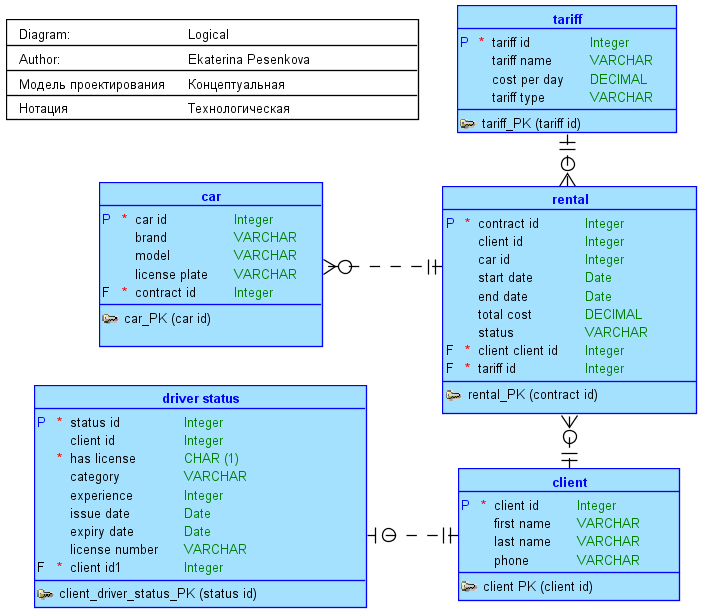 Diagram: Logical
Author: Ekaterina Pesenkova
Модель проектирования Концептуальная
Нотация Технологическая
tariff
P * tariff id Integer
tariff name VARCHAR
cost per day DECIMAL
tariff type VARCHAR
tariff_PK (tariff id)
car
P * car id Integer
brand VARCHAR
model VARCHAR
license plate VARCHAR
F * contract id Integer
car_PK (car id)
rental
P * contract id Integer
client id Integer
car id Integer
start date Date
end date Date
total cost DECIMAL
status VARCHAR
F * client client id Integer
F * tariff id Integer
rental_PK (contract id)
driver status
P * status id Integer
client id Integer
* has license CHAR (1)
category VARCHAR
experience Integer
issue date Date
expiry date Date
license number VARCHAR
F * client id1 Integer
client_driver_status_PK (status id)
client
P * client id Integer
first name VARCHAR
last name VARCHAR
phone VARCHAR
client PK (client id)